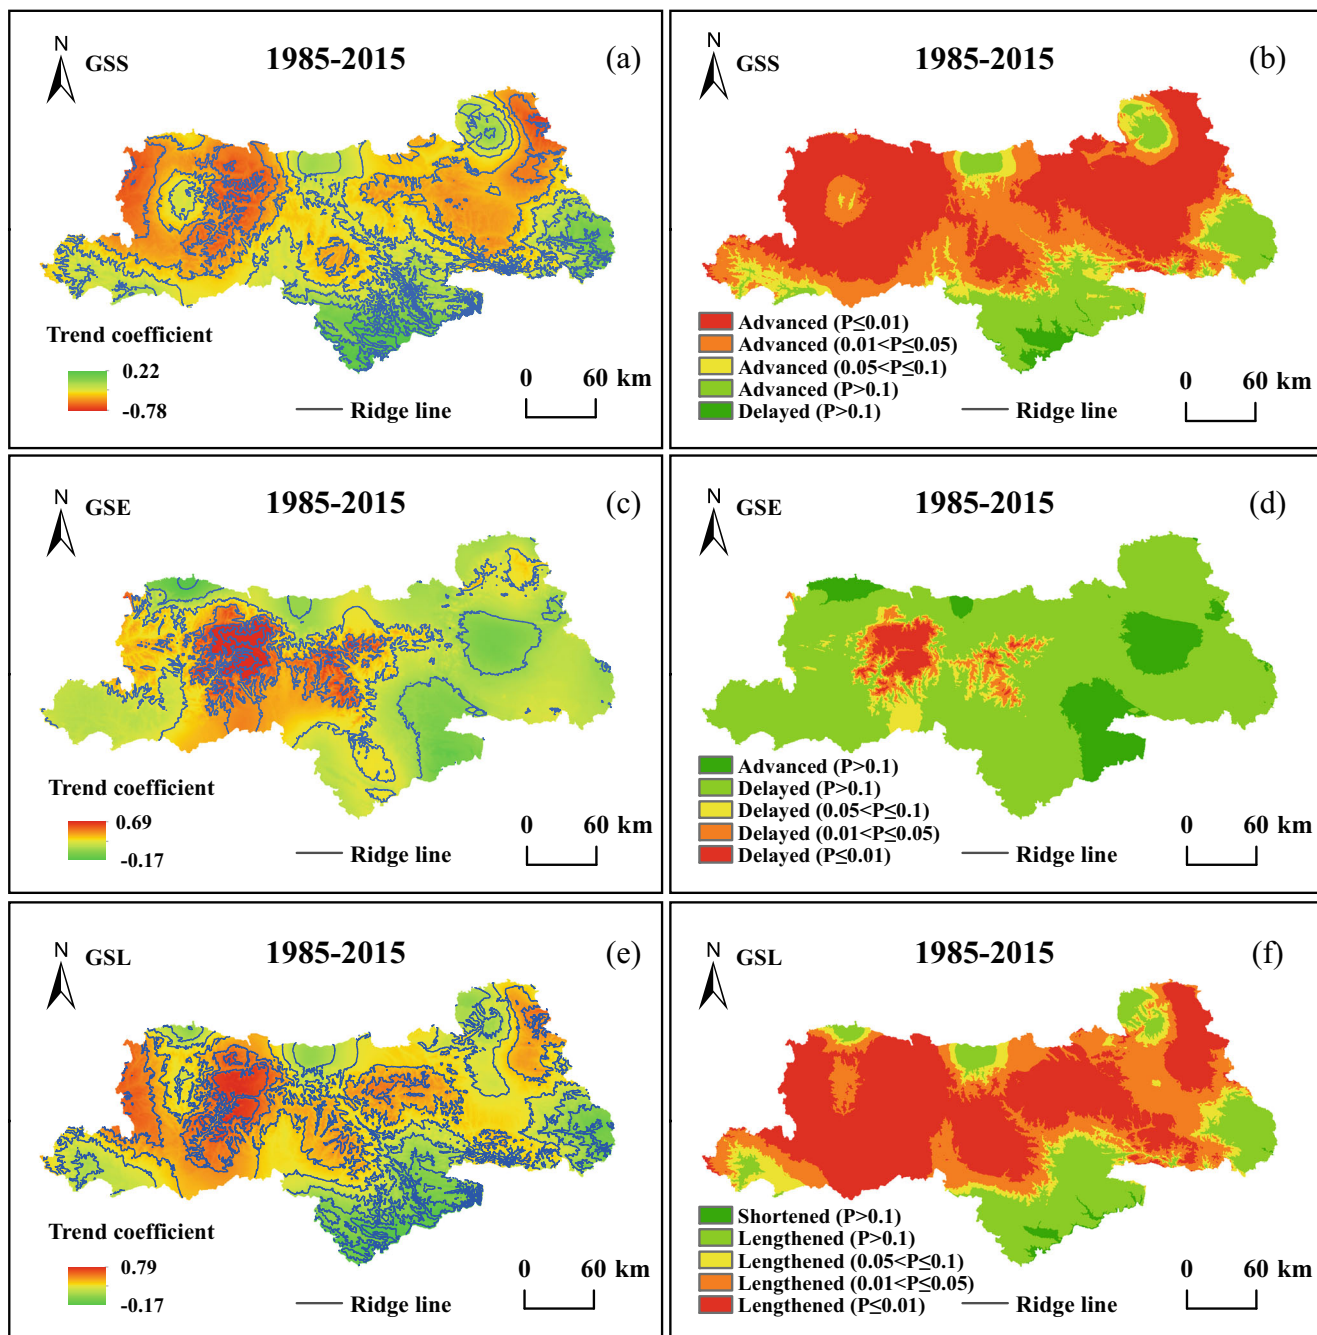 N
GSS
1985-2015
(a)
Trend coefficient
0.22
-0.78
Ridge line
0 60 km
N
GSS
1985-2015
(b)
Advanced (P≤0.01)
Advanced (0.01<P≤0.05)
Advanced (0.05<P≤0.1)
Advanced (P>0.1)
Delayed (P>0.1)
Ridge line
0 60 km
N
GSE
1985-2015
(c)
Trend coefficient
0.69
-0.17
Ridge line
0 60 km
N
GSE
1985-2015
(d)
Advanced (P>0.1)
Delayed (P>0.1)
Delayed (0.05<P≤0.1)
Delayed (0.01<P≤0.05)
Delayed (P≤0.01)
Ridge line
0 60 km
N
GSL
1985-2015
(e)
Trend coefficient
0.79
-0.17
Ridge line
0 60 km
N
GSL
1985-2015
(f)
Shortened (P>0.1)
Lengthened (P>0.1)
Lengthened (0.05<P≤0.1)
Lengthened (0.01<P≤0.05)
Lengthened (P≤0.01)
Ridge line
0 60 km